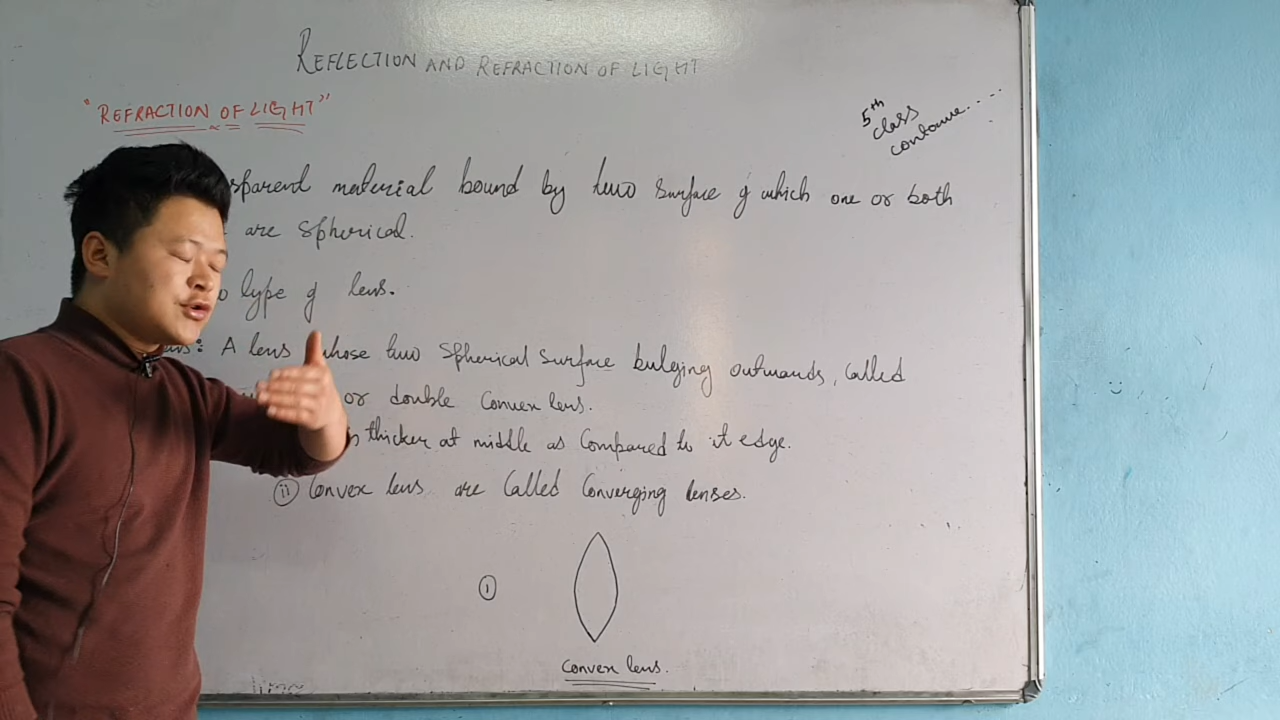 REFLECTION AND REFRACTION OF LIGHT
"REFRACTION OF LIGHT"
5th
class
continue....
sparend material bound by two surface of which one or both
are spherical.
type of lens.
A lens whose two spherical surface bulging outwards, called
or double convex lens.
thicker at middle as compared to it edge.
(ii) Convex lens are called converging lenses.
(i)
Convex lens.